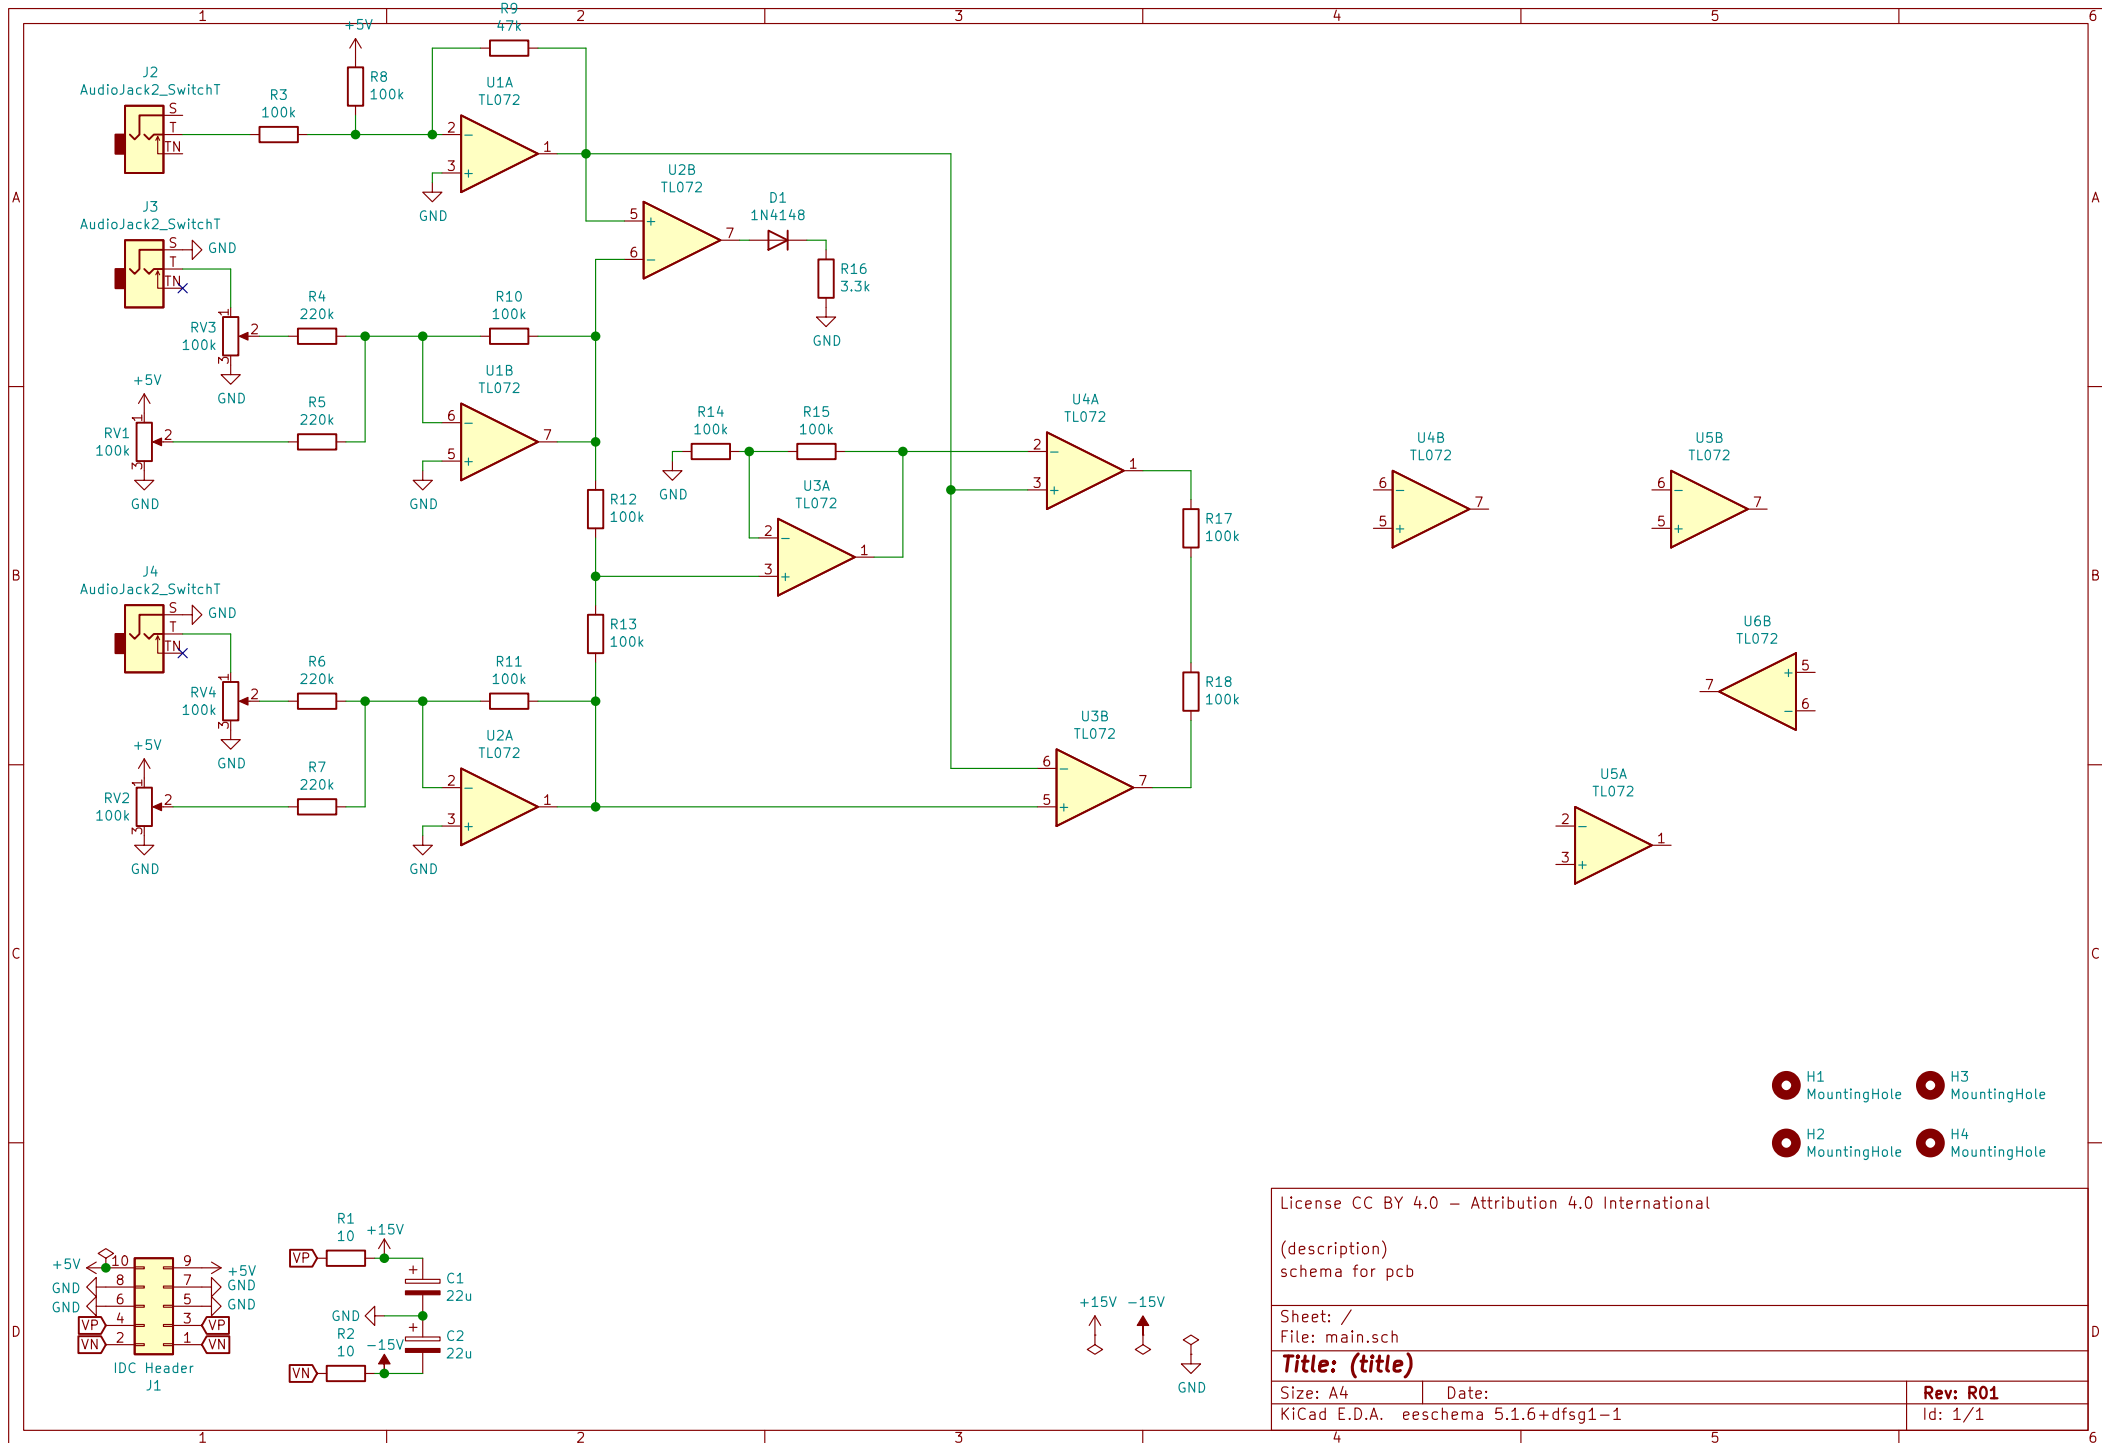 1 2 3 4 5 6
R9
47k
+5V
J2
AudioJack2_SwitchT
S
T
TN
R3
100k
R8
100k
U1A
TL072
2
3
1
GND
A
A
U2B
TL072
5
6
7
D1
1N4148
R16
3.3k
GND
J3
AudioJack2_SwitchT
S
T
TN
GND
RV3
100k
1
2
3
GND
R4
220k
R10
100k
+5V
RV1
100k
1
2
3
GND
R5
220k
U1B
TL072
6
5
7
GND
R12
100k
R14
100k
R15
100k
GND
U3A
TL072
2
3
1
U4A
TL072
2
3
1
R17
100k
U4B
TL072
6
5
7
U5B
TL072
6
5
7
B
B
J4
AudioJack2_SwitchT
S
T
TN
GND
R13
100k
RV4
100k
1
2
3
GND
R6
220k
R11
100k
R18
100k
U6B
TL072
5
6
7
+5V
RV2
100k
1
2
3
GND
R7
220k
U2A
TL072
2
3
1
GND
U3B
TL072
6
5
7
U5A
TL072
2
3
1
C
C
H1
MountingHole
H3
MountingHole
H2
MountingHole
H4
MountingHole
+5V
GND
GND
VP
VN
10
8
6
4
2
9
7
5
3
1
+5V
GND
GND
VP
VN
IDC Header
J1
R1
10
+15V
VP
C1
22u
GND
R2
10
-15V
VN
C2
22u
+15V -15V
GND
D
D
License CC BY 4.0 - Attribution 4.0 International
(description)
schema for pcb
Sheet: /
File: main.sch
Title: (title)
Size: A4 Date: Rev: R01
KiCad E.D.A. eeschema 5.1.6+dfsg1-1 Id: 1/1
1 2 3 4 5 6